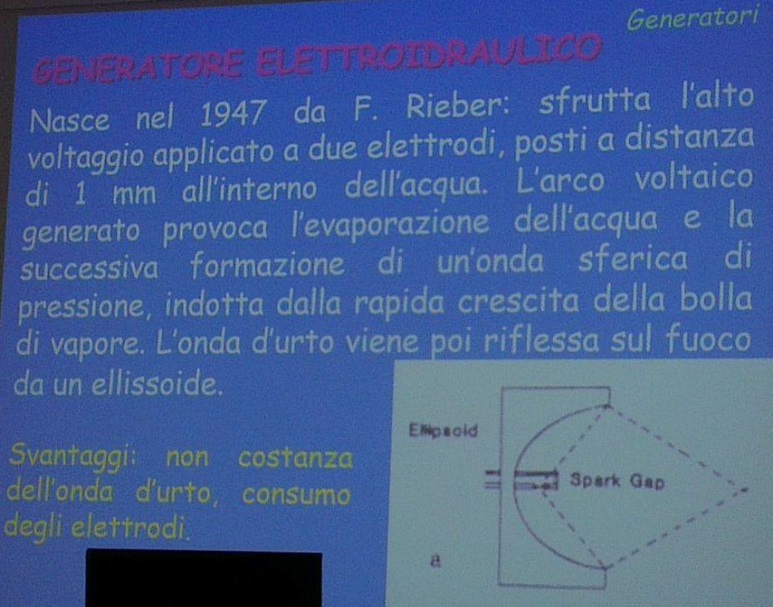 Generatori
GENERATORE ELETTROIDRAULICO
Nasce nel 1947 da F. Rieber: sfrutta l'alto
voltaggio applicato a due elettrodi, posti a distanza
di 1 mm all'interno dell'acqua. L'arco voltaico
generato provoca l'evaporazione dell'acqua e la
successiva formazione di un'onda sferica di
pressione, indotta dalla rapida crescita della bolla
di vapore. L'onda d'urto viene poi riflessa sul fuoco
da un ellissoide.
Svantaggi: non costanza
dell'onda d'urto, consumo
degli elettrodi.
Ellipsoid
Spark Gap
a